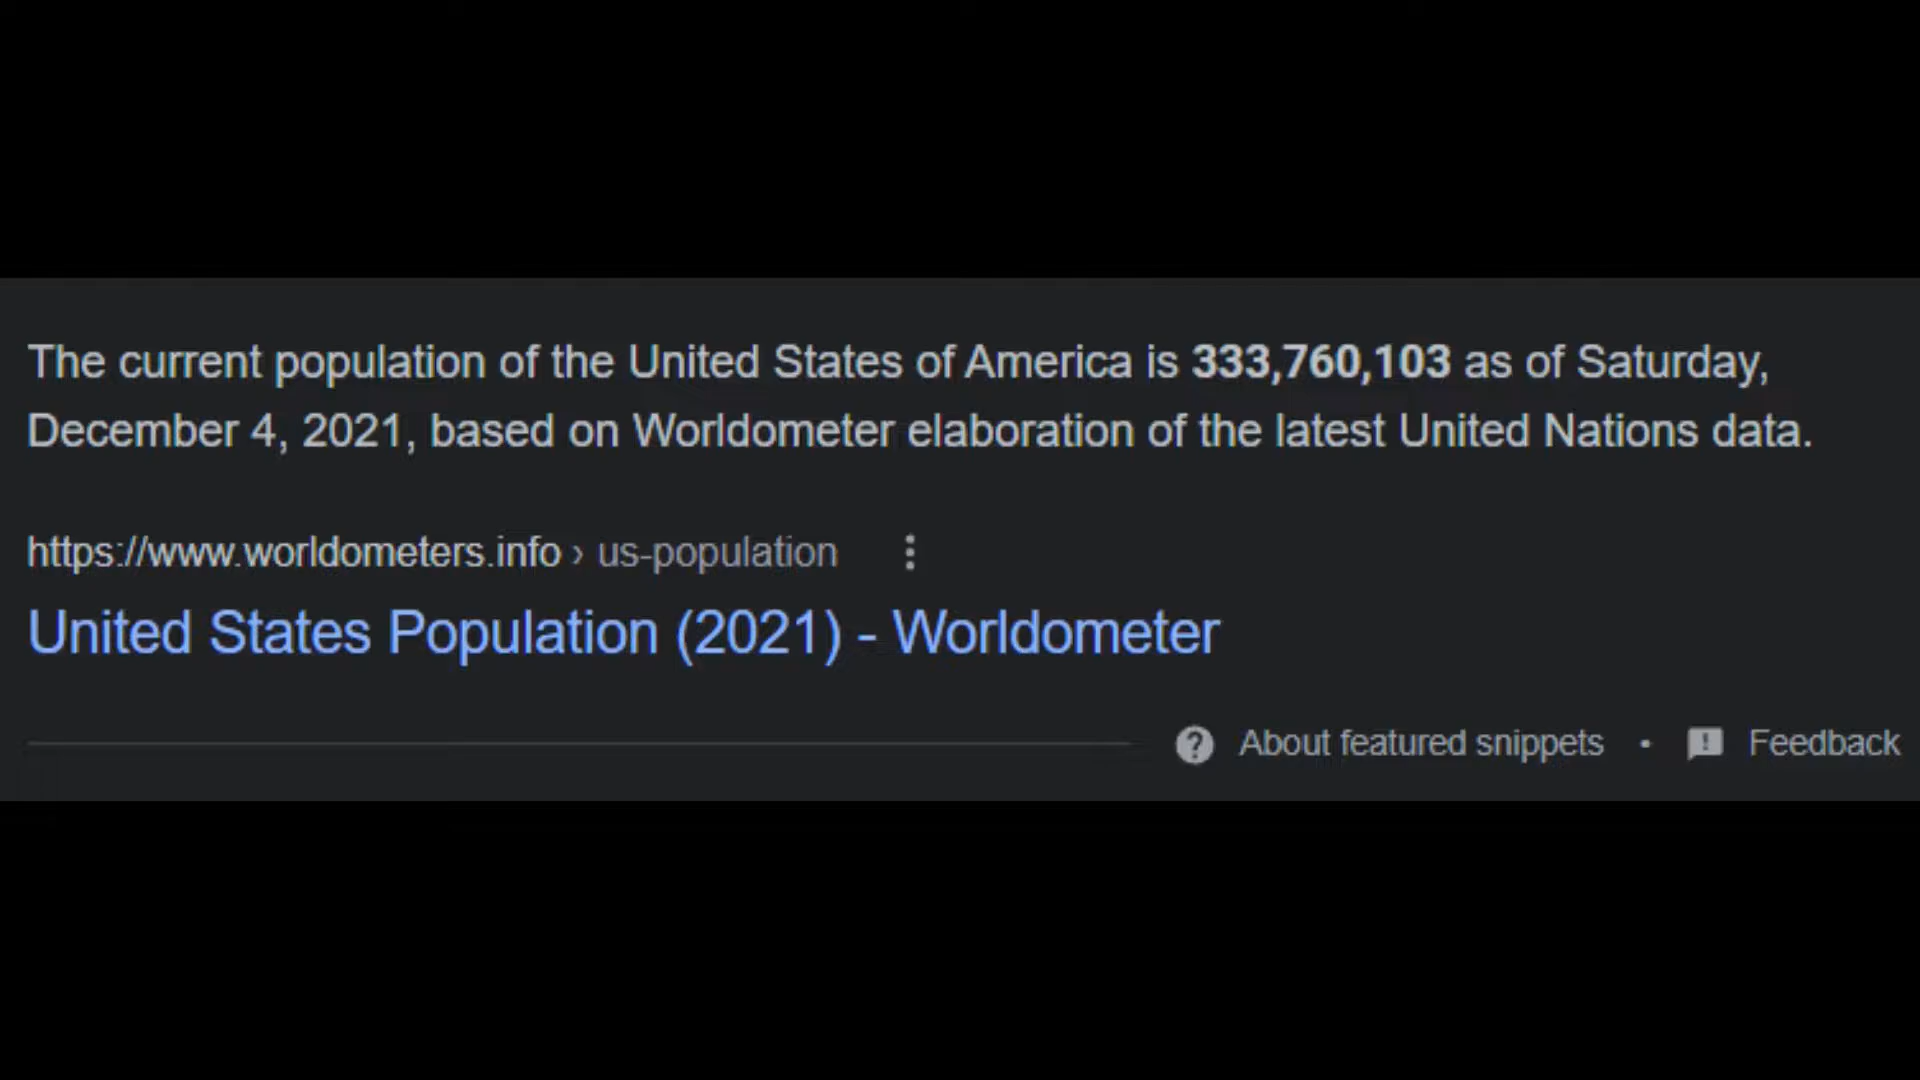 The current population of the United States of America is 333,760,103 as of Saturday,
December 4, 2021, based on Worldometer elaboration of the latest United Nations data.
https://www.worldometers.info › us-population
United States Population (2021) - Worldometer
About featured snippets • Feedback